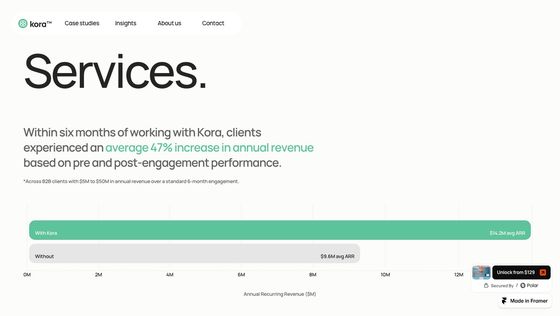 kora™
Case studies
Insights
About us
Contact
Services.
Within six months of working with Kora, clients
experienced an average 47% increase in annual revenue
based on pre and post-engagement performance.
*Across B2B clients with $5M to $50M in annual revenue over a standard 6-month engagement.
With Kora
$14.2M avg ARR
Without
$9.6M avg ARR
0M
2M
4M
6M
8M
10M
12M
Annual Recurring Revenue ($M)
Unlock from $129
Secured By / Polar
Made in Framer